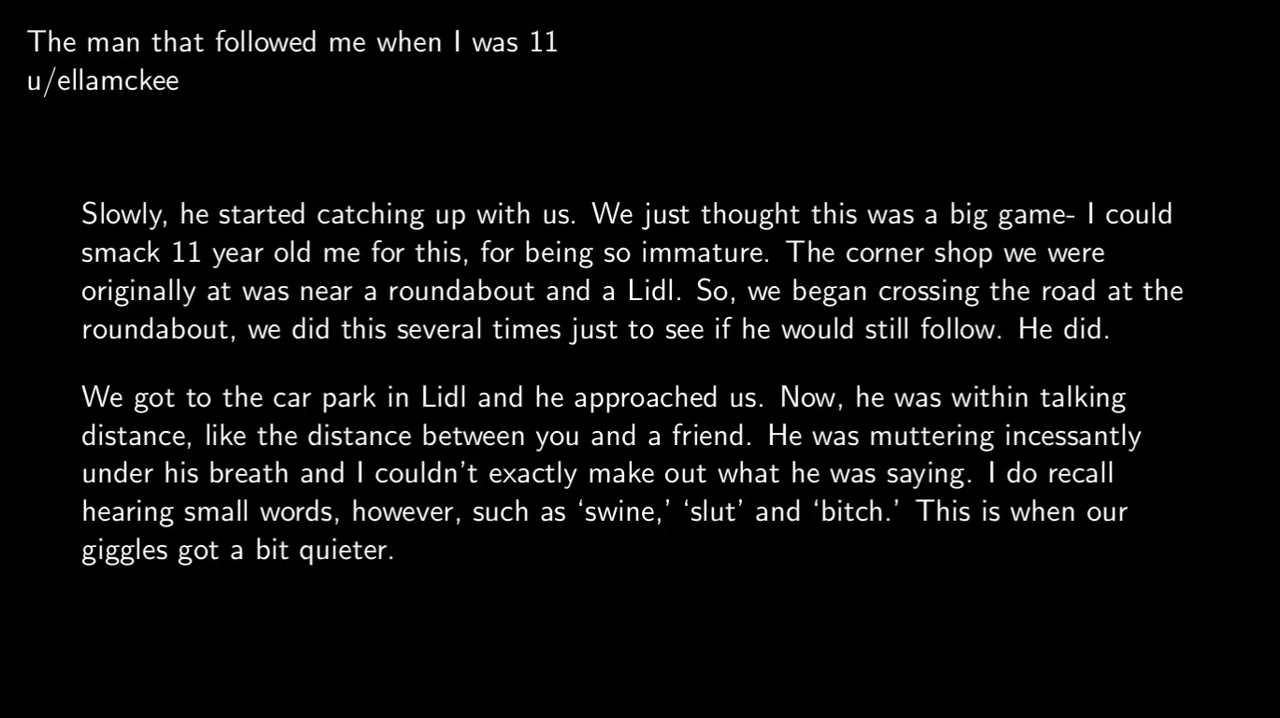 The man that followed me when I was 11
u/ellamckee
Slowly, he started catching up with us. We just thought this was a big game- I could
smack 11 year old me for this, for being so immature. The corner shop we were
originally at was near a roundabout and a Lidl. So, we began crossing the road at the
roundabout, we did this several times just to see if he would still follow. He did.
We got to the car park in Lidl and he approached us. Now, he was within talking
distance, like the distance between you and a friend. He was muttering incessantly
under his breath and I couldn't exactly make out what he was saying. I do recall
hearing small words, however, such as ‘swine,’ ‘slut’ and ‘bitch.’ This is when our
giggles got a bit quieter.